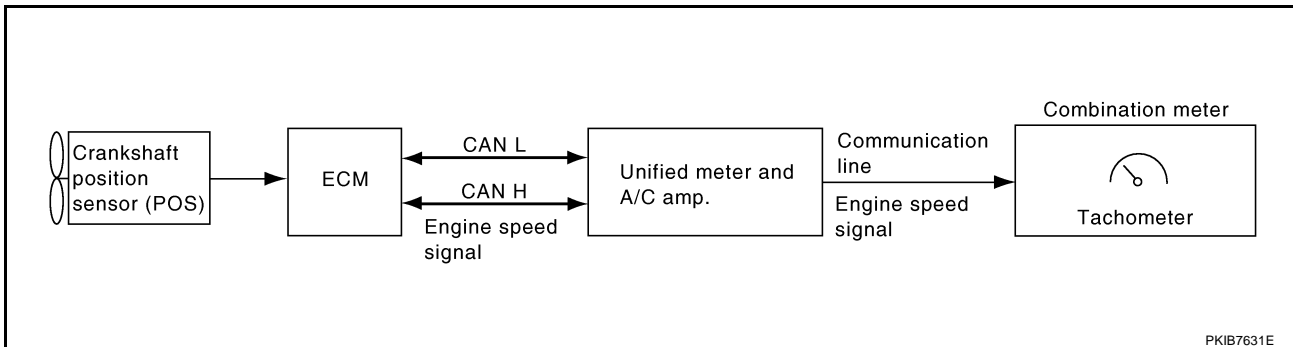 Crankshaft
position
sensor (POS)
ECM
CAN L
CAN H
Engine speed
signal
Unified meter and
A/C amp.
Communication
line
Engine speed
signal
Combination meter
Tachometer
PKIB7631E